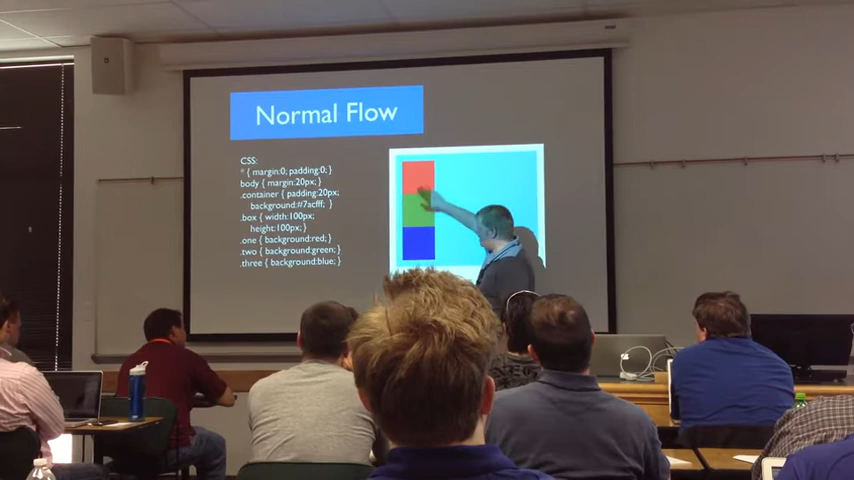 Normal Flow
CSS:
* { margin:0; padding:0; }
body { margin:20px; }
.container { padding:20px;
background:#7acfff; }
.box { width:100px;
height:100px; }
.one { background:red; }
.two { background:green; }
.three { background:blue; }